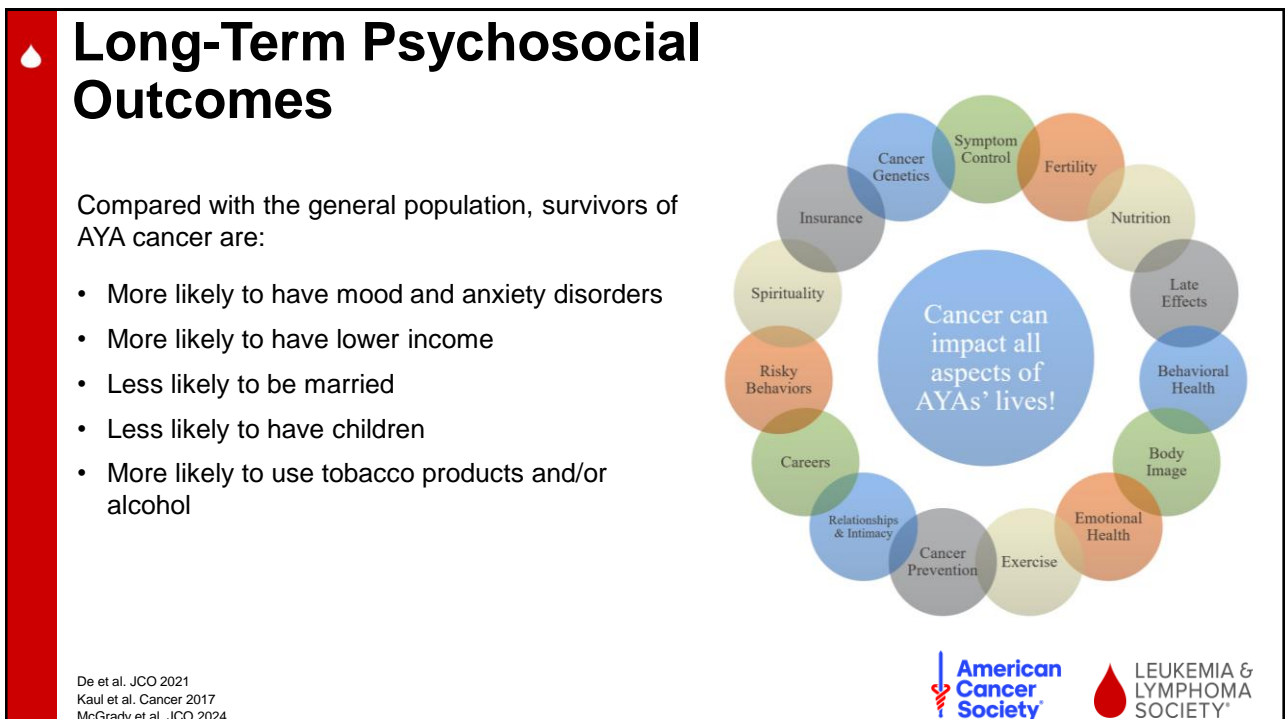 Long-Term Psychosocial
Outcomes
Compared with the general population, survivors of
AYA cancer are:
• More likely to have mood and anxiety disorders
• More likely to have lower income
• Less likely to be married
• Less likely to have children
• More likely to use tobacco products and/or
alcohol
Symptom
Control
Fertility
Nutrition
Late
Effects
Behavioral
Health
Body
Image
Emotional
Health
Exercise
Cancer
Prevention
Relationships
& Intimacy
Careers
Risky
Behaviors
Spirituality
Insurance
Cancer
Genetics
Cancer can
impact all
aspects of
AYAs’ lives!
De et al. JCO 2021
Kaul et al. Cancer 2017
McGrady et al. JCO 2024
American
Cancer
Society®
LEUKEMIA &
LYMPHOMA
SOCIETY®